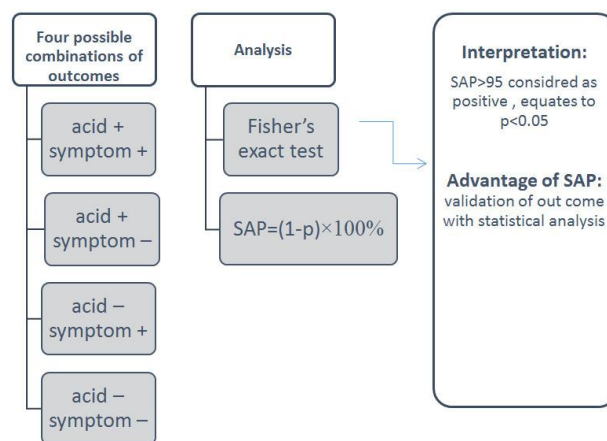 Four possible
combinations of
outcomes
acid +
symptom +
acid +
symptom –
acid –
symptom +
acid –
symptom –
Analysis
Fisher's
exact test
SAP=(1-p)×100%
Interpretation:
SAP>95 considred as
positive , equates to
p<0.05
Advantage of SAP:
validation of out come
with statistical analysis